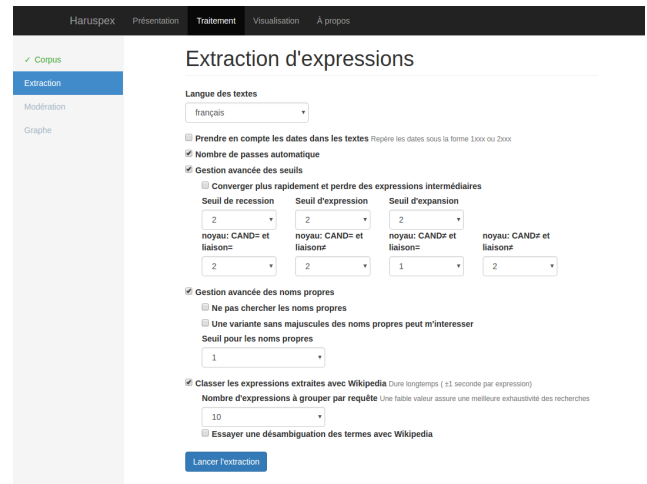 Haruspex Présentation Traitement Visualisation À propos
✓ Corpus
Extraction
Modération
Graphe
Extraction d'expressions
Langue des textes
français
Prendre en compte les dates dans les textes Repère les dates sous la forme 1xxx ou 2xxx
Nombre de passes automatique
Gestion avancée des seuils
Converger plus rapidement et perdre des expressions intermédiaires
Seuil de recession Seuil d'expression Seuil d'expansion
2 2 2
noyau: CAND= et noyau: CAND= et noyau: CAND≠ et noyau: CAND≠ et
liaison= liaison≠ liaison= liaison≠
2 2 1 2
Gestion avancée des noms propres
Ne pas chercher les noms propres
Une variante sans majuscules des noms propres peut m'interesser
Seuil pour les noms propres
1
Classer les expressions extraites avec Wikipedia Dure longtemps ( ±1 seconde par expression)
Nombre d'expressions à grouper par requête Une faible valeur assure une meilleure exhaustivité des recherches
10
Essayer une désambiguation des termes avec Wikipedia
Lancer l'extraction